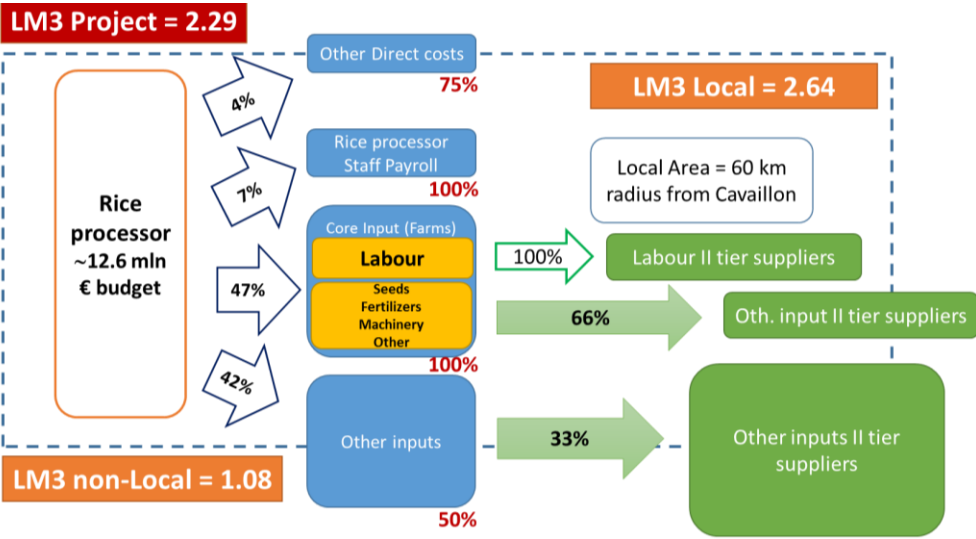 LM3 Project = 2.29
Other Direct costs
75%
4%
LM3 Local = 2.64
Rice processor
Staff Payroll
100%
7%
Local Area = 60 km
radius from Cavaillon
Rice
processor
~12.6 mln
€ budget
47%
Core Input (Farms)
Labour
Seeds
Fertilizers
Machinery
Other
100%
100%
Labour II tier suppliers
66%
Oth. input II tier suppliers
42%
Other inputs
50%
33%
Other inputs II tier
suppliers
LM3 non-Local = 1.08